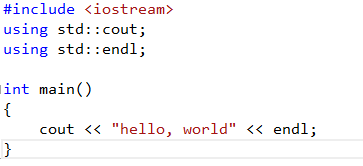 #include <iostream>
using std::cout;
using std::endl;

int main()
{
    cout << "hello, world" << endl;
}